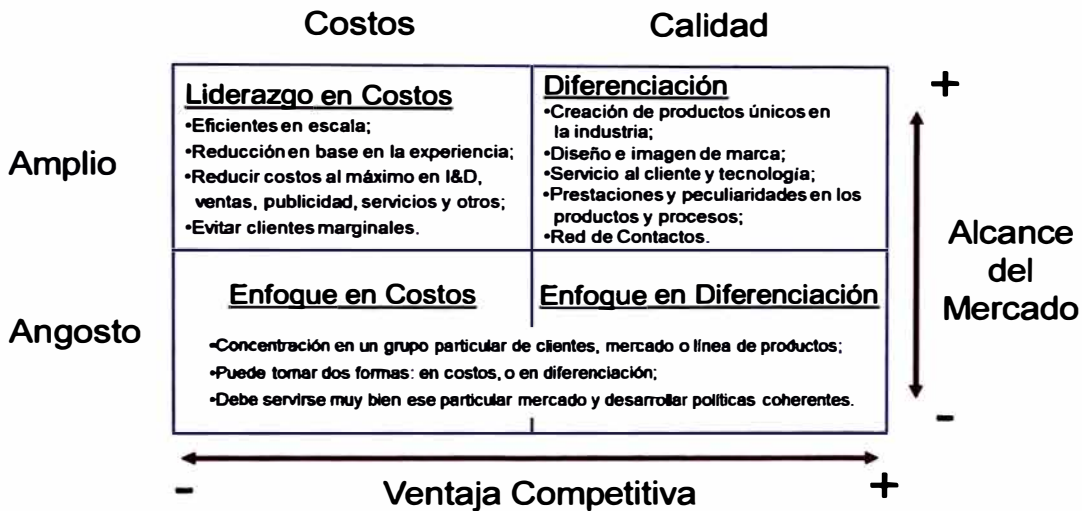 Costos
Calidad
Amplio
Liderazgo en Costos
•Eficientes en escala;
•Reducción en base en la experiencia;
•Reducir costos al máximo en I&D,
ventas, publicidad, servicios y otros;
•Evitar clientes marginales.
Diferenciación
•Creación de productos únicos en
la industria;
•Diseño e imagen de marca;
•Servicio al cliente y tecnología;
•Prestaciones y peculiaridades en los
productos y procesos;
•Red de Contactos.
Angosto
Enfoque en Costos
Enfoque en Diferenciación
•Concentración en un grupo particular de clientes, mercado o línea de productos;
•Puede tomar dos formas: en costos, o en diferenciación;
•Debe servirse muy bien ese particular mercado y desarrollar políticas coherentes.
+
Alcance
del
Mercado
-
-
Ventaja Competitiva
+